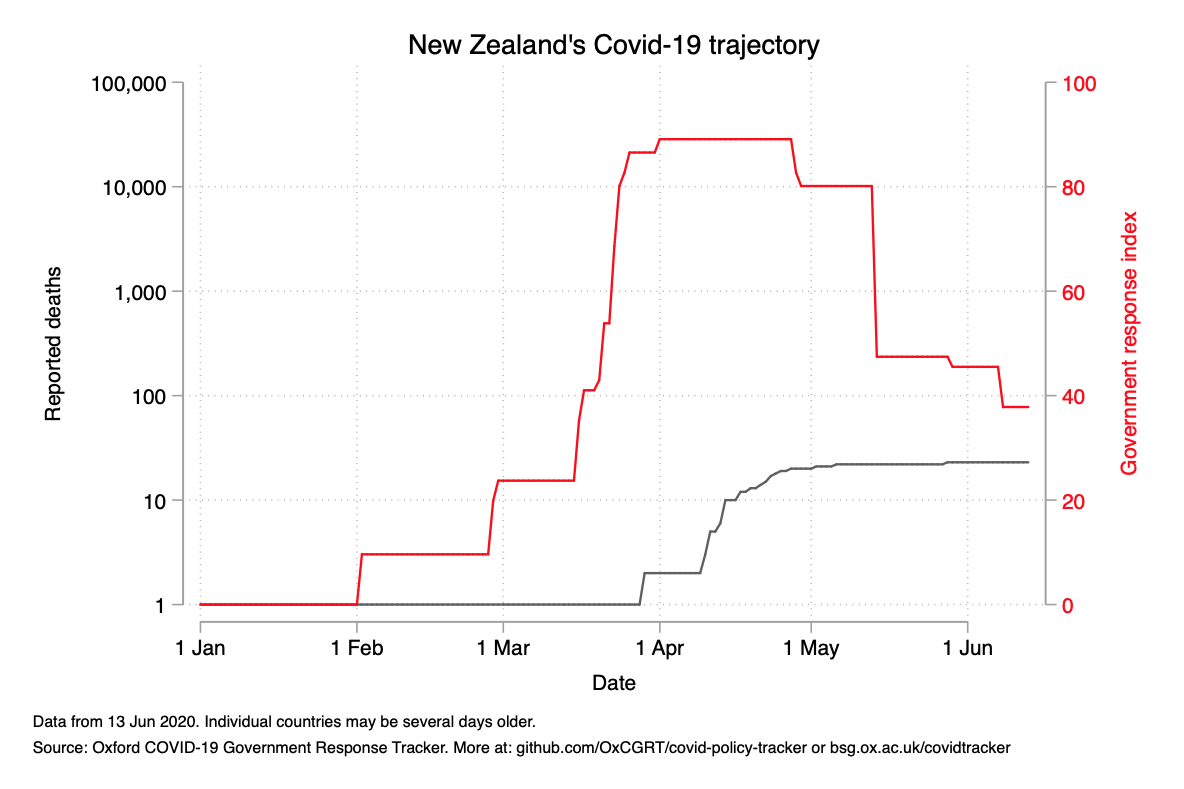 New Zealand's Covid-19 trajectory
100,000
10,000
1,000
100
10
1
Reported deaths
100
80
60
40
20
0
Government response index
1 Jan 1 Feb 1 Mar 1 Apr 1 May 1 Jun
Date
Data from 13 Jun 2020. Individual countries may be several days older.
Source: Oxford COVID-19 Government Response Tracker. More at: github.com/OxCGRT/covid-policy-tracker or bsg.ox.ac.uk/covidtracker